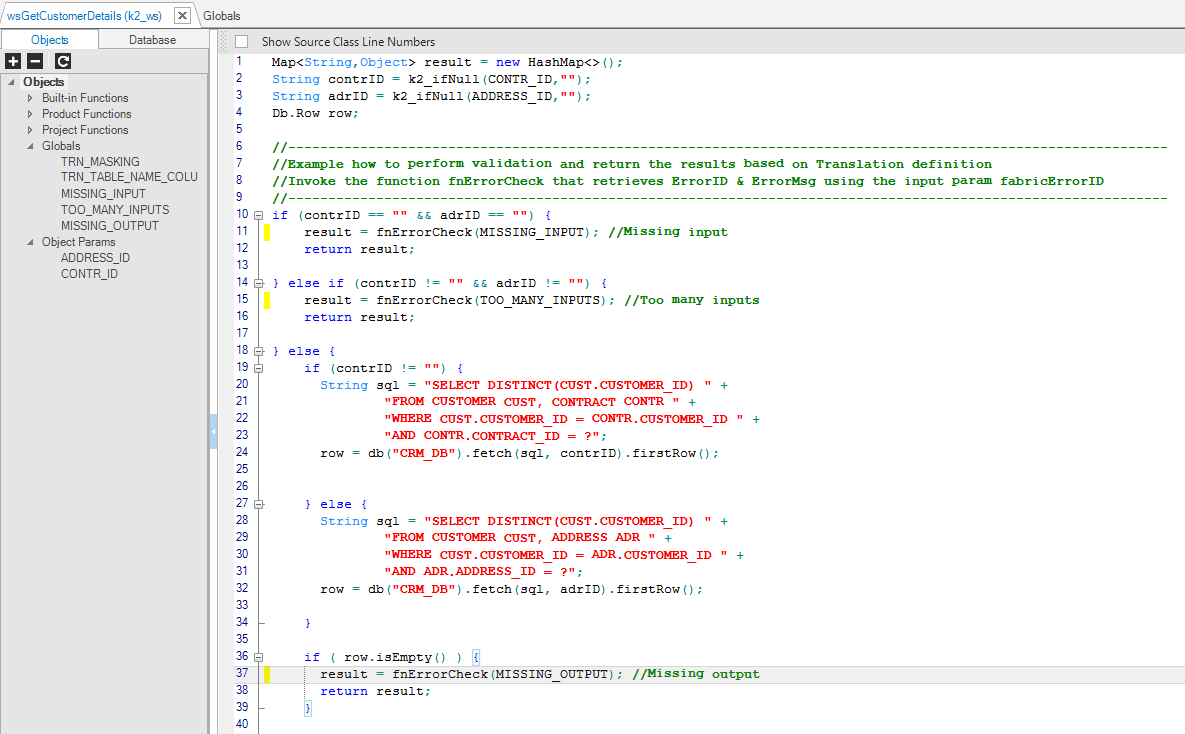 wsGetCustomerDetails (k2_ws)
Globals
Objects
Database
Show Source Class Line Numbers
Objects
Built-in Functions
Product Functions
Project Functions
Globals
TRN_MASKING
TRN_TABLE_NAME_COLU
MISSING_INPUT
TOO_MANY_INPUTS
MISSING_OUTPUT
Object Params
ADDRESS_ID
CONTR_ID
1 Map<String,Object> result = new HashMap<>();
2 String contrID = k2_ifNull(CONTR_ID,"");
3 String adrID = k2_ifNull(ADDRESS_ID,"");
4 Db.Row row;
5
6 //--------------------------------------------------------------------------------------------------------------
7 //Example how to perform validation and return the results based on Translation definition
8 //Invoke the function fnErrorCheck that retrieves ErrorID & ErrorMsg using the input param fabricErrorID
9 //--------------------------------------------------------------------------------------------------------------
10 if (contrID == "" && adrID == "") {
11 result = fnErrorCheck(MISSING_INPUT); //Missing input
12 return result;
13
14 } else if (contrID != "" && adrID != "") {
15 result = fnErrorCheck(TOO_MANY_INPUTS); //Too many inputs
16 return result;
17
18 } else {
19 if (contrID != "") {
20 String sql = "SELECT DISTINCT(CUST.CUSTOMER_ID) " +
21 "FROM CUSTOMER CUST, CONTRACT CONTR " +
22 "WHERE CUST.CUSTOMER_ID = CONTR.CUSTOMER_ID " +
23 "AND CONTR.CONTRACT_ID = ?";
24 row = db("CRM_DB").fetch(sql, contrID).firstRow();
25
26
27 } else {
28 String sql = "SELECT DISTINCT(CUST.CUSTOMER_ID) " +
29 "FROM CUSTOMER CUST, ADDRESS ADR " +
30 "WHERE CUST.CUSTOMER_ID = ADR.CUSTOMER_ID " +
31 "AND ADR.ADDRESS_ID = ?";
32 row = db("CRM_DB").fetch(sql, adrID).firstRow();
33
34 }
35
36 if ( row.isEmpty() ) {
37 result = fnErrorCheck(MISSING_OUTPUT); //Missing output
38 return result;
39 }
40